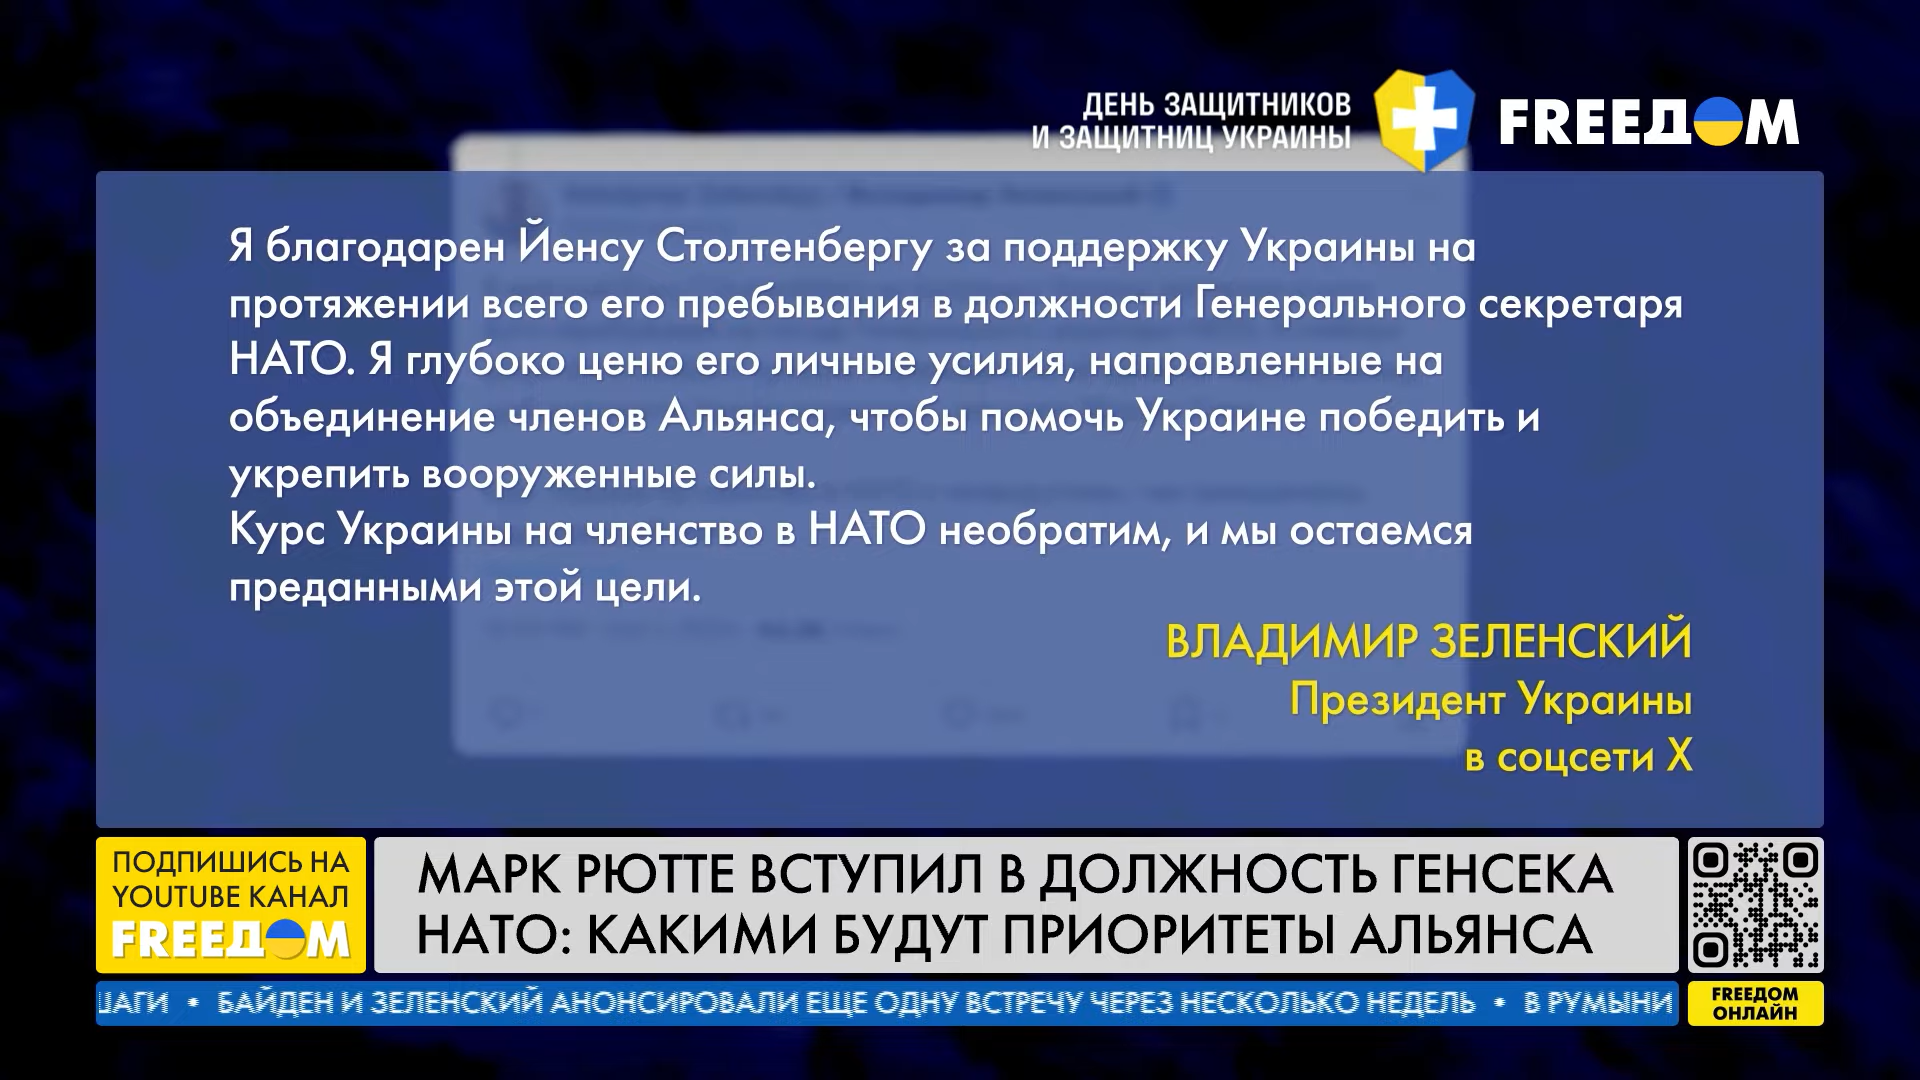 ДЕНЬ ЗАЩИТНИКОВ
И ЗАЩИТНИЦ УКРАИНЫ
FREEДОМ
Я благодарен Йенсу Столтенбергу за поддержку Украины на
протяжении всего его пребывания в должности Генерального секретаря
НАТО. Я глубоко ценю его личные усилия, направленные на
объединение членов Альянса, чтобы помочь Украине победить и
укрепить вооруженные силы.
Курс Украины на членство в НАТО необратим, и мы остаемся
преданными этой цели.
ВЛАДИМИР ЗЕЛЕНСКИЙ
Президент Украины
в соцсети X
ПОДПИШИСЬ НА
YOUTUBE КАНАЛ
FREEДОМ
МАРК РЮТТЕ ВСТУПИЛ В ДОЛЖНОСТЬ ГЕНСЕКА
НАТО: КАКИМИ БУДУТ ПРИОРИТЕТЫ АЛЬЯНСА
ШАГИ • БАЙДЕН И ЗЕЛЕНСКИЙ АНОНСИРОВАЛИ ЕЩЕ ОДНУ ВСТРЕЧУ ЧЕРЕЗ НЕСКОЛЬКО НЕДЕЛЬ • В РУМЫНИ
FREEДОМ
ОНЛАЙН